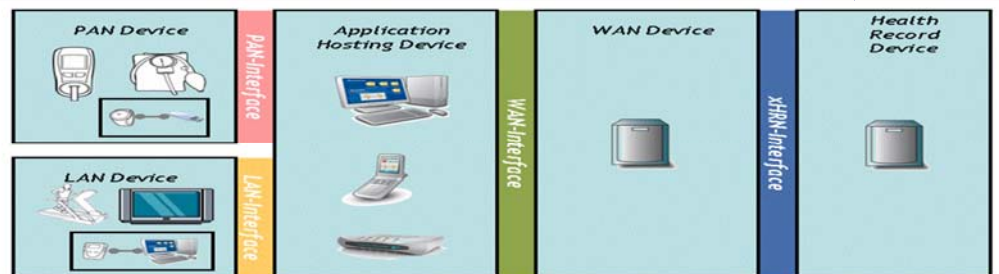 PAN Device
PAN-Interface
LAN Device
LAN-Interface
Application
Hosting Device
WAN-Interface
WAN Device
xHRN-Interface
Health
Record
Device